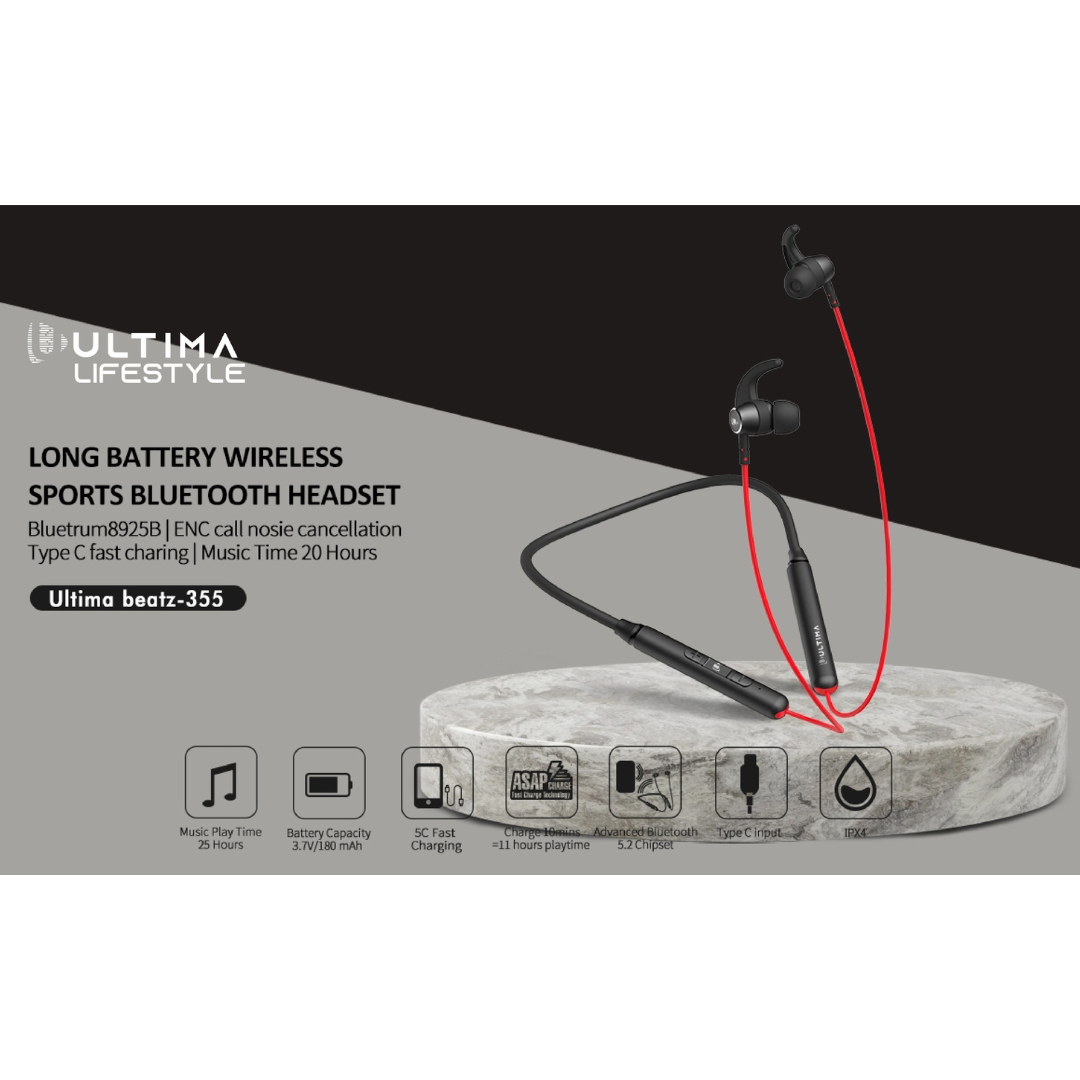 ULTIMA
LIFESTYLE
LONG BATTERY WIRELESS
SPORTS BLUETOOTH HEADSET
Bluetrum8925B | ENC call nosie cancellation
Type C fast charing | Music Time 20 Hours
Ultima beatz-355
ULTIMA
ASAP CHARGE
Fast Charge Technology
Music Play Time
25 Hours
Battery Capacity
3.7V/180 mAh
5C Fast
Charging
Charge 10mins
=11 hours playtime
Advanced Bluetooth
5.2 Chipset
Type C input
IPX4